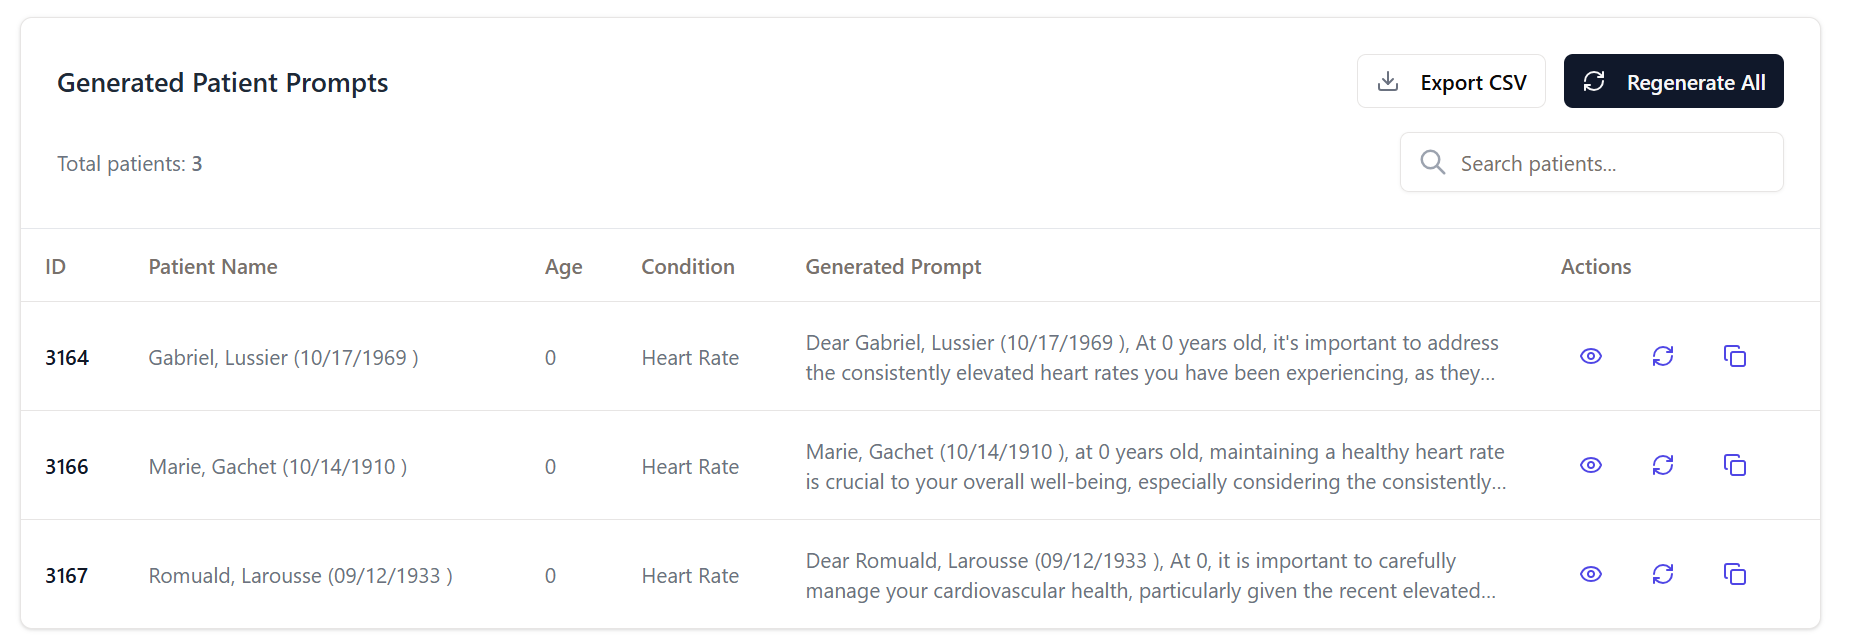 Generated Patient Prompts
Export CSV
Regenerate All
Total patients: 3
Search patients...
ID Patient Name Age Condition Generated Prompt Actions
3164 Gabriel, Lussier (10/17/1969 ) 0 Heart Rate Dear Gabriel, Lussier (10/17/1969 ), At 0 years old, it's important to address
the consistently elevated heart rates you have been experiencing, as they...
3166 Marie, Gachet (10/14/1910 ) 0 Heart Rate Marie, Gachet (10/14/1910 ), at 0 years old, maintaining a healthy heart rate
is crucial to your overall well-being, especially considering the consistently...
3167 Romuald, Larousse (09/12/1933 ) 0 Heart Rate Dear Romuald, Larousse (09/12/1933 ), At 0, it is important to carefully
manage your cardiovascular health, particularly given the recent elevated...